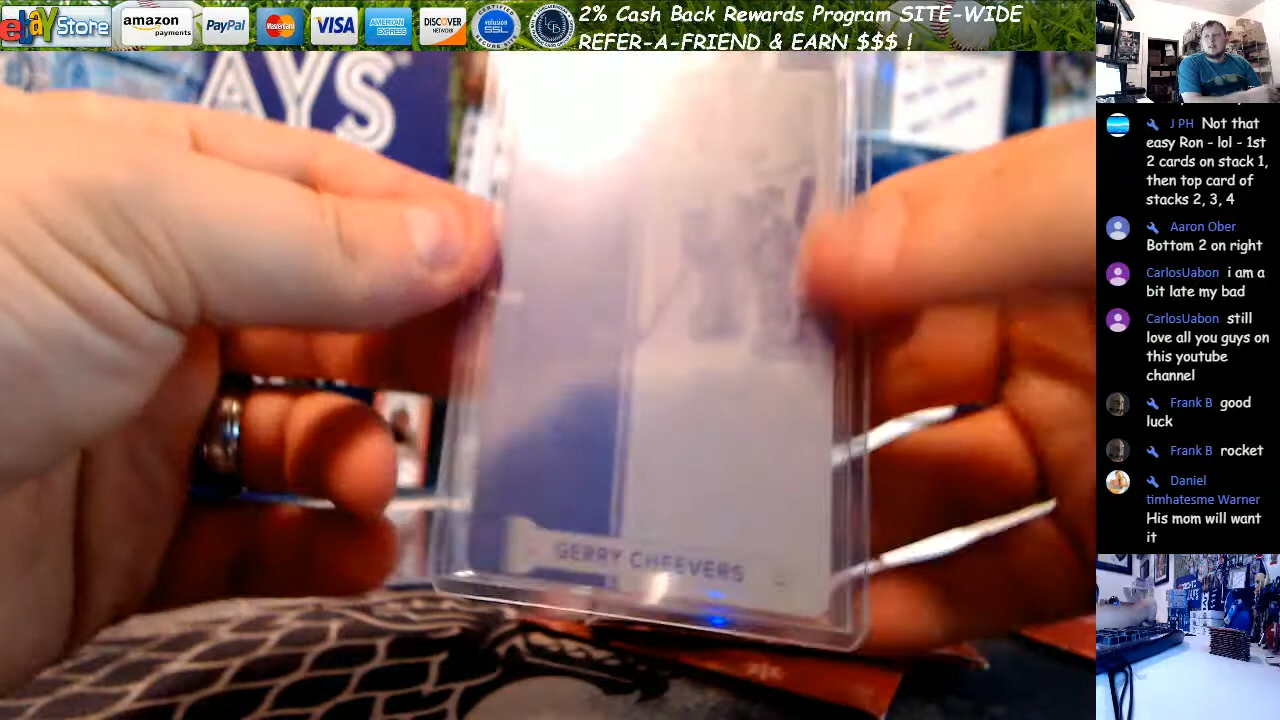 ebay Store
amazon
payments
PayPal
MasterCard
VISA
AMERICAN
EXPRESS
DISCOVER
NETWORK
volusion
SSL
2% Cash Back Rewards Program SITE-WIDE
REFER-A-FRIEND & EARN $$$ !
AYS
GERRY CHEEVERS
J PH Not that
easy Ron - lol - 1st
2 cards on stack 1,
then top card of
stacks 2, 3, 4
Aaron Ober
Bottom 2 on right
CarlosUabon i am a
bit late my bad
CarlosUabon still
love all you guys on
this youtube
channel
Frank B good
luck
Frank B rocket
Daniel
timhatesme Warner
His mom will want
it